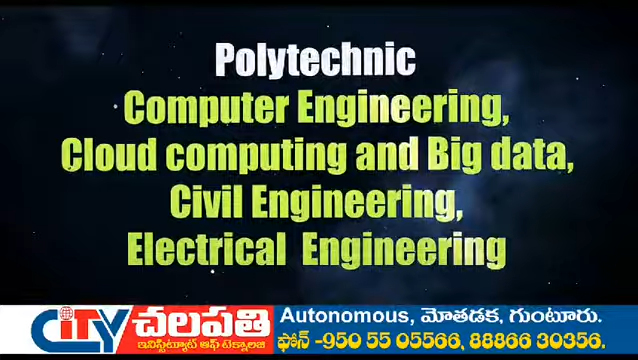 Polytechnic
Computer Engineering,
Cloud computing and Big data,
Civil Engineering,
Electrical Engineering
CITY చలపతి
ఇనిస్టిట్యూట్ ఆఫ్ టెక్నాలజి
Autonomous, మోతడక, గుంటూరు.
ఫోన్ -950 55 05566, 88866 30356.